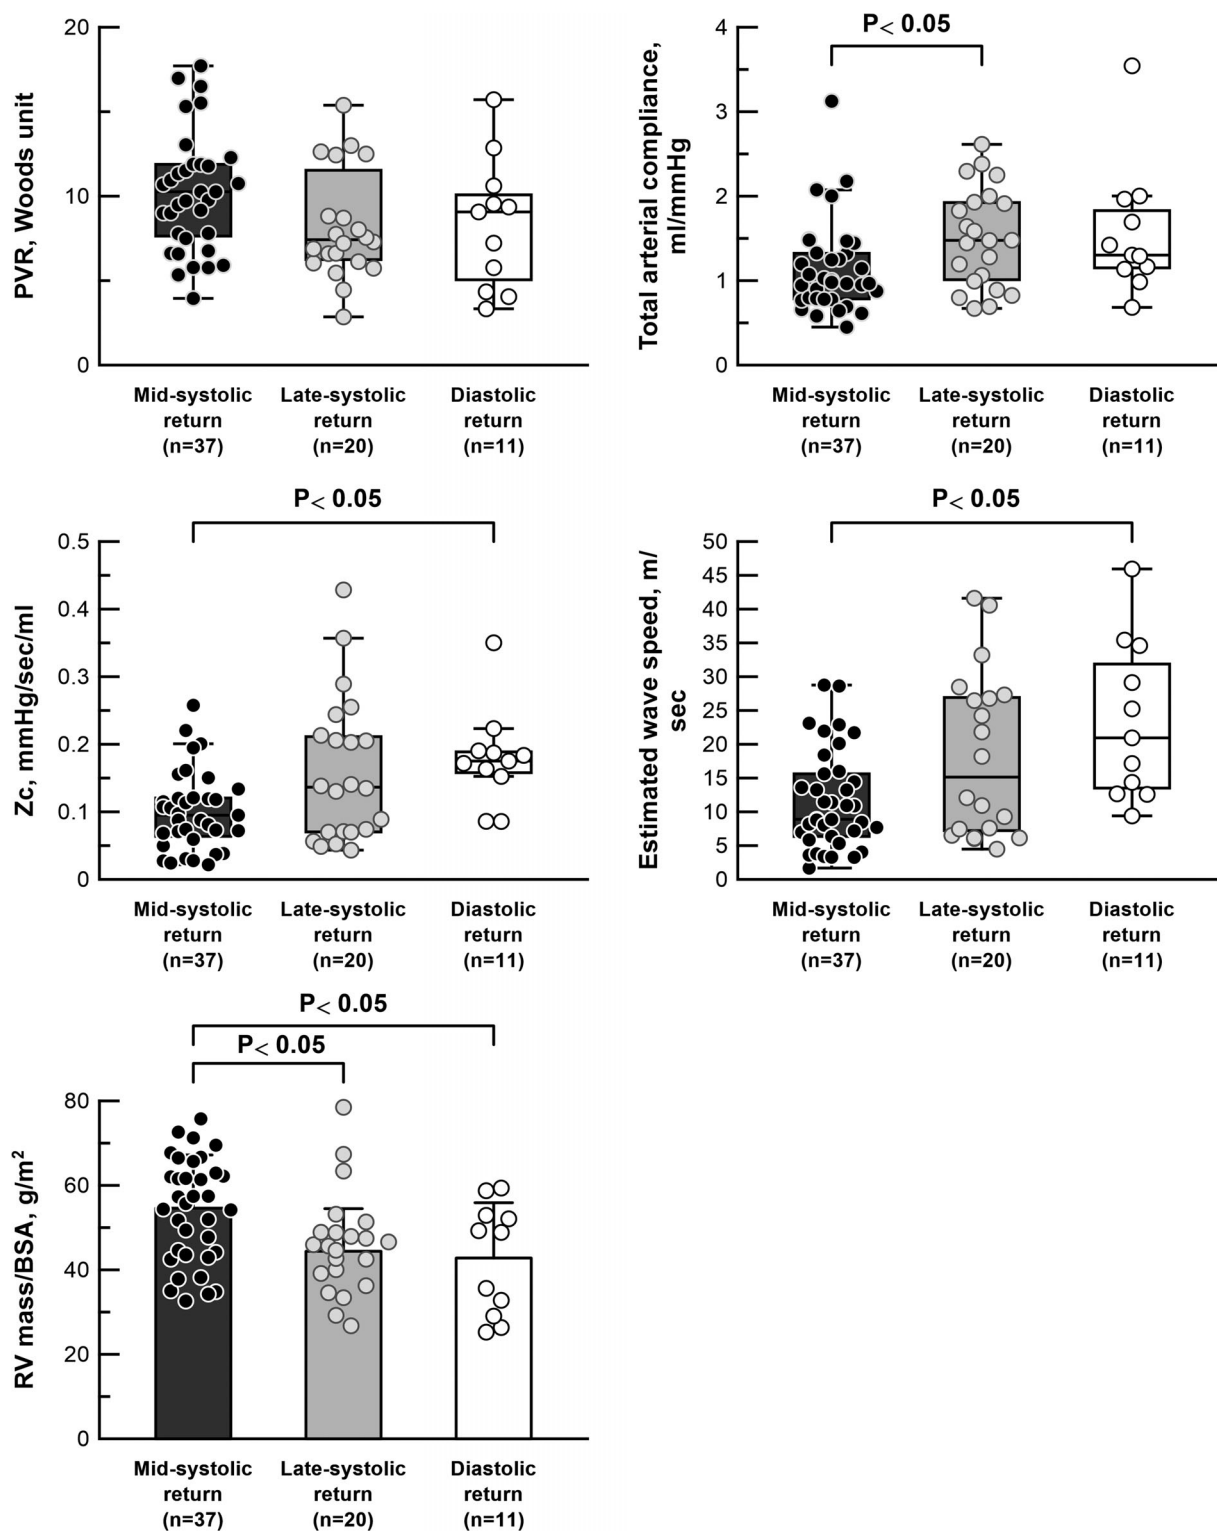 PVR, Woods unit
20
10
0
Mid-systolic return (n=37)
Late-systolic return (n=20)
Diastolic return (n=11)
P< 0.05
Total arterial compliance,
ml/mmHg
4
3
2
1
0
Mid-systolic return (n=37)
Late-systolic return (n=20)
Diastolic return (n=11)
P< 0.05
Zc, mmHg/sec/ml
0.5
0.4
0.3
0.2
0.1
0
Mid-systolic return (n=37)
Late-systolic return (n=20)
Diastolic return (n=11)
P< 0.05
Estimated wave speed, m/
sec
50
45
40
35
30
25
20
15
10
5
0
Mid-systolic return (n=37)
Late-systolic return (n=20)
Diastolic return (n=11)
P< 0.05
P< 0.05
RV mass/BSA, g/m²
80
60
40
20
0
Mid-systolic return (n=37)
Late-systolic return (n=20)
Diastolic return (n=11)